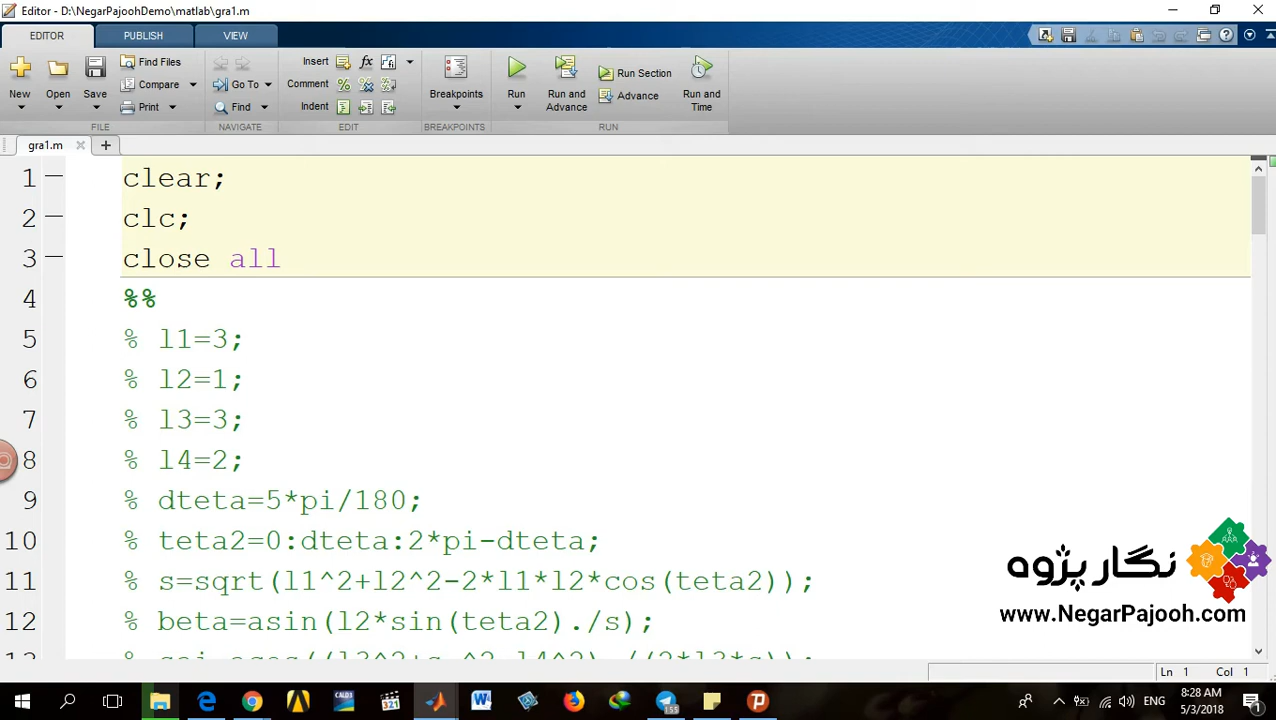 Editor - D:\NegarPajoohDemo\matlab\gra1.m
EDITOR PUBLISH VIEW
New Open Save Find Files Compare Print Go To Find Insert Comment Indent Breakpoints Run Run and Advance Run Section Advance Run and Time
FILE NAVIGATE EDIT BREAKPOINTS RUN
gra1.m
1 clear;
2 clc;
3 close all
4 %%
5 % l1=3;
6 % l2=1;
7 % l3=3;
8 % l4=2;
9 % dteta=5*pi/180;
10 % teta2=0:dteta:2*pi-dteta;
11 % s=sqrt(l1^2+l2^2-2*l1*l2*cos(teta2));
12 % beta=asin(l2*sin(teta2)./s);
نگار پژوه
www.NegarPajooh.com
Ln 1 Col 1
CALD3 321 W 155 ENG 8:28 AM
5/3/2018 1